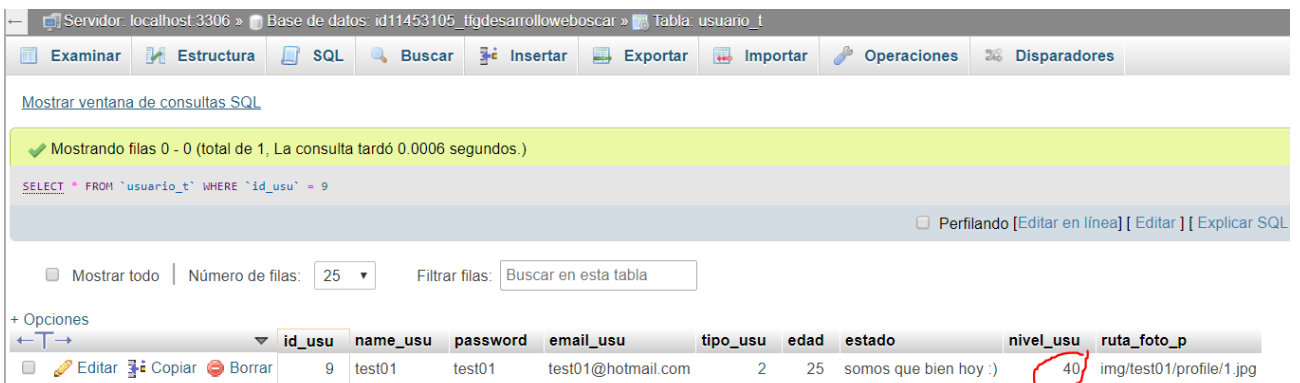 Servidor: localhost:3306 » Base de datos: id11453105_tfgdesarrolloweboscar » Tabla: usuario_t
Examinar Estructura SQL Buscar Insertar Exportar Importar Operaciones Disparadores
Mostrar ventana de consultas SQL
Mostrando filas 0 - 0 (total de 1, La consulta tardó 0.0006 segundos.)
SELECT * FROM `usuario_t` WHERE `id_usu` = 9
Perfilando [Editar en línea] [ Editar ] [ Explicar SQL
Mostrar todo | Número de filas: 25 Filtrar filas: Buscar en esta tabla
+ Opciones
←T→ id_usu name_usu password email_usu tipo_usu edad estado nivel_usu ruta_foto_p
Editar Copiar Borrar 9 test01 test01 test01@hotmail.com 2 25 somos que bien hoy :) 40 img/test01/profile/1.jpg